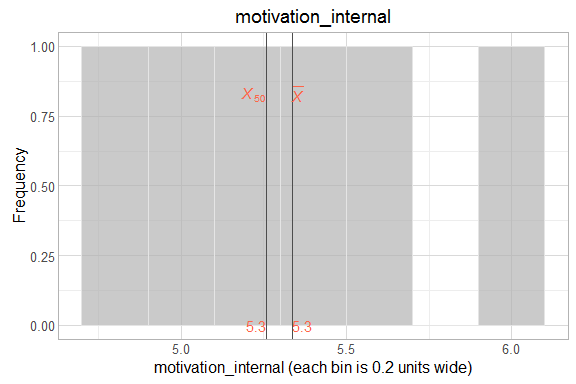 motivation_internal
1.00
X50 x̅
0.75
Frequency
0.50
0.25
0.00
5.3 5.3
5.0 5.5 6.0
motivation_internal (each bin is 0.2 units wide)